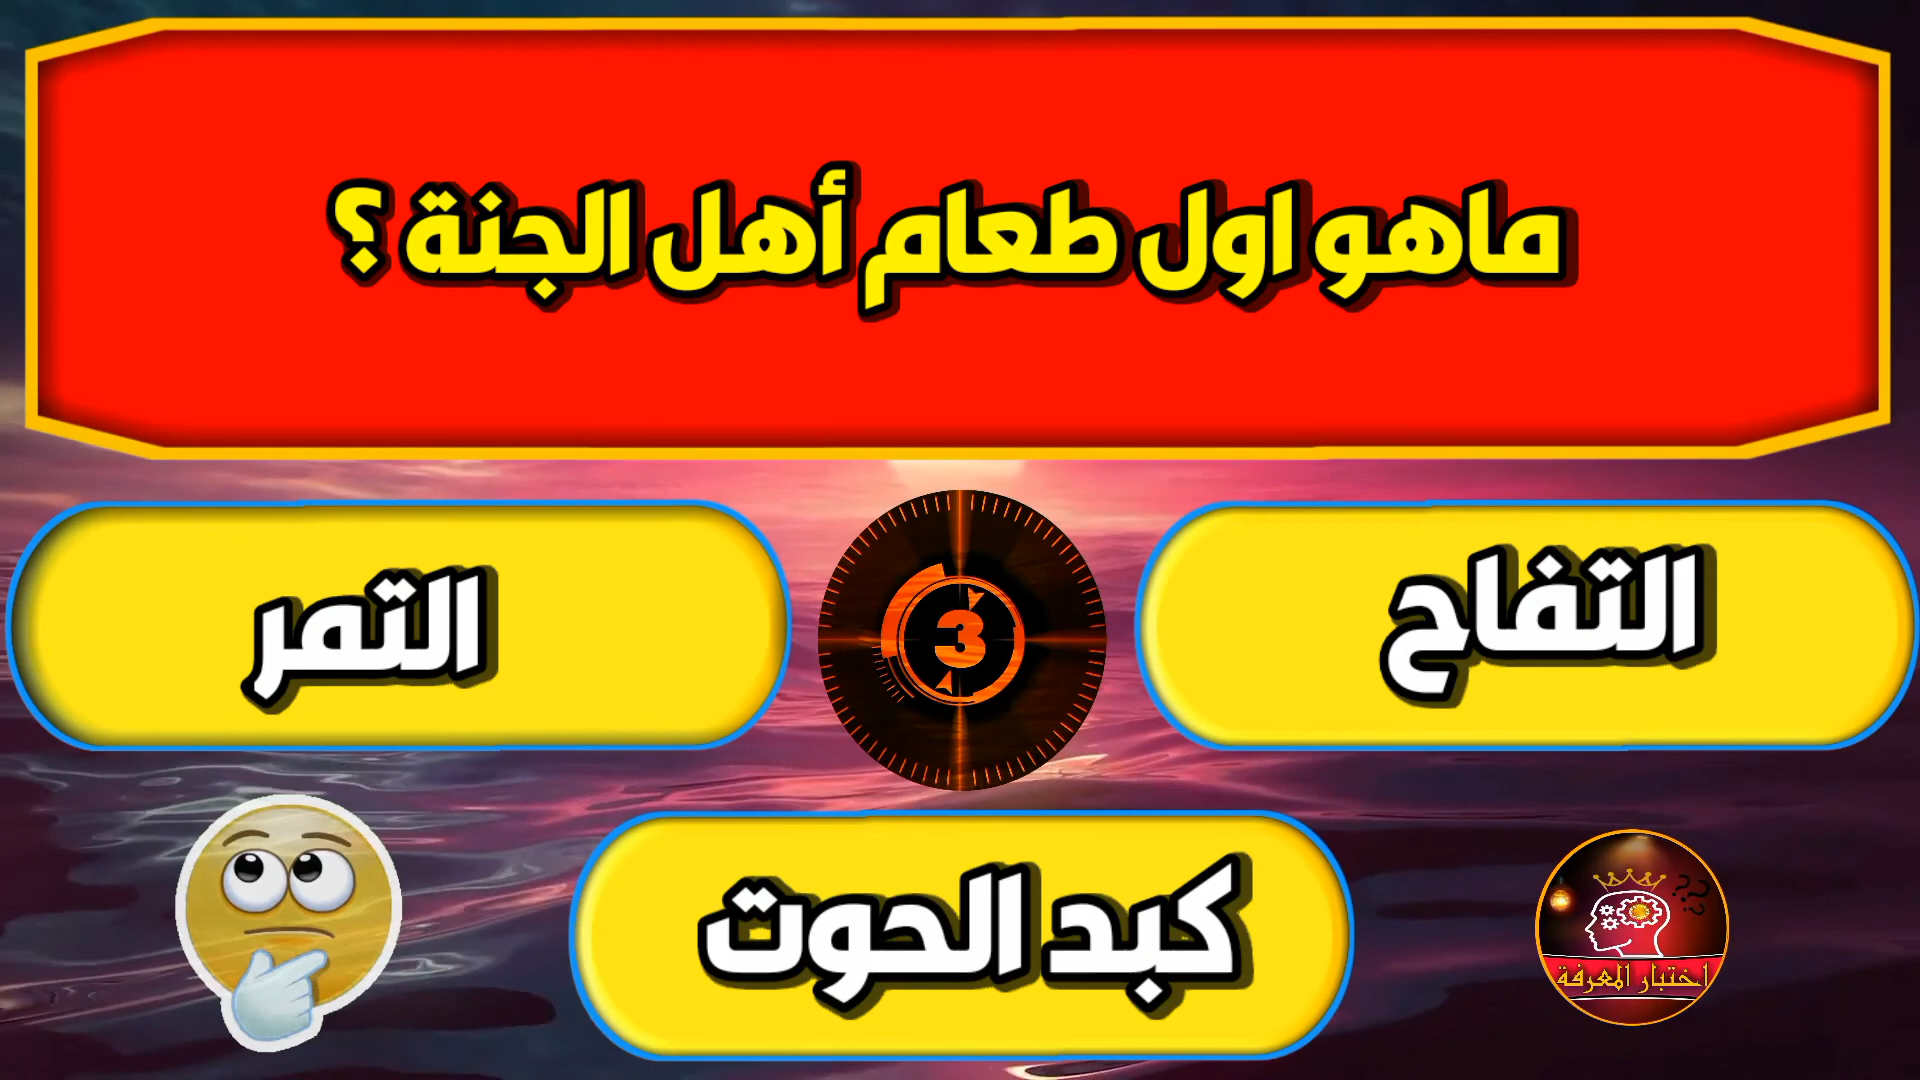 ماهو اول طعام أهل الجنة ؟
التفاح
3
التمر
كبد الحوت
??
اختبار المعرفة